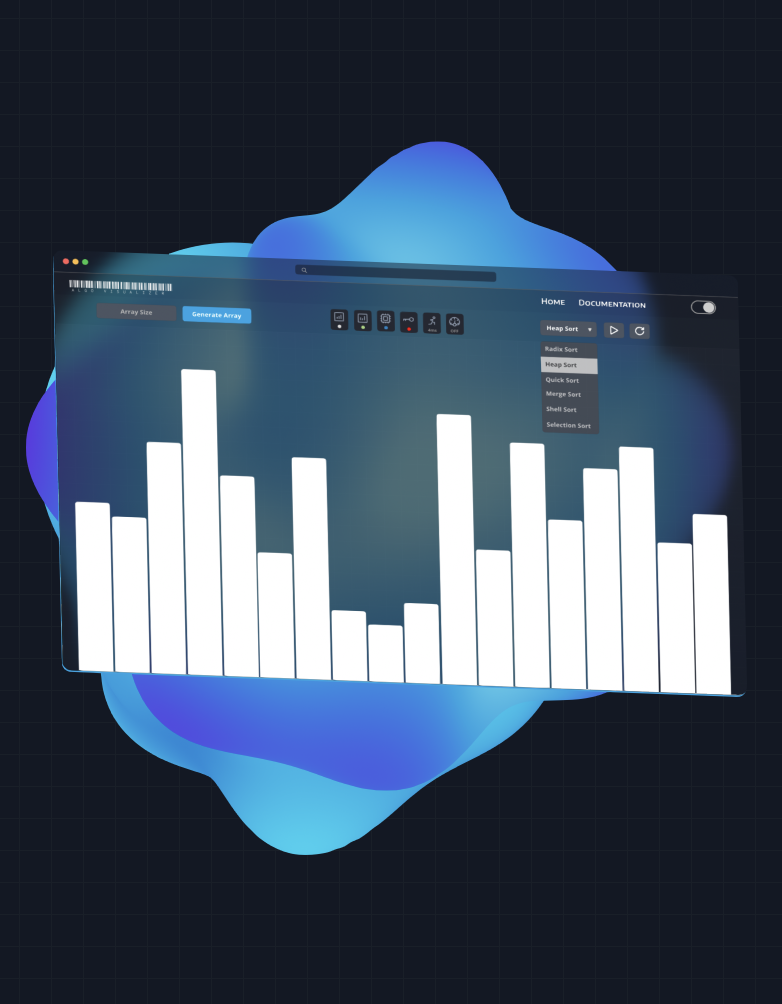 HOME DOCUMENTATION
Array Size
Generate Array
Heap Sort
Radix Sort
Heap Sort
Quick Sort
Merge Sort
Shell Sort
Selection Sort